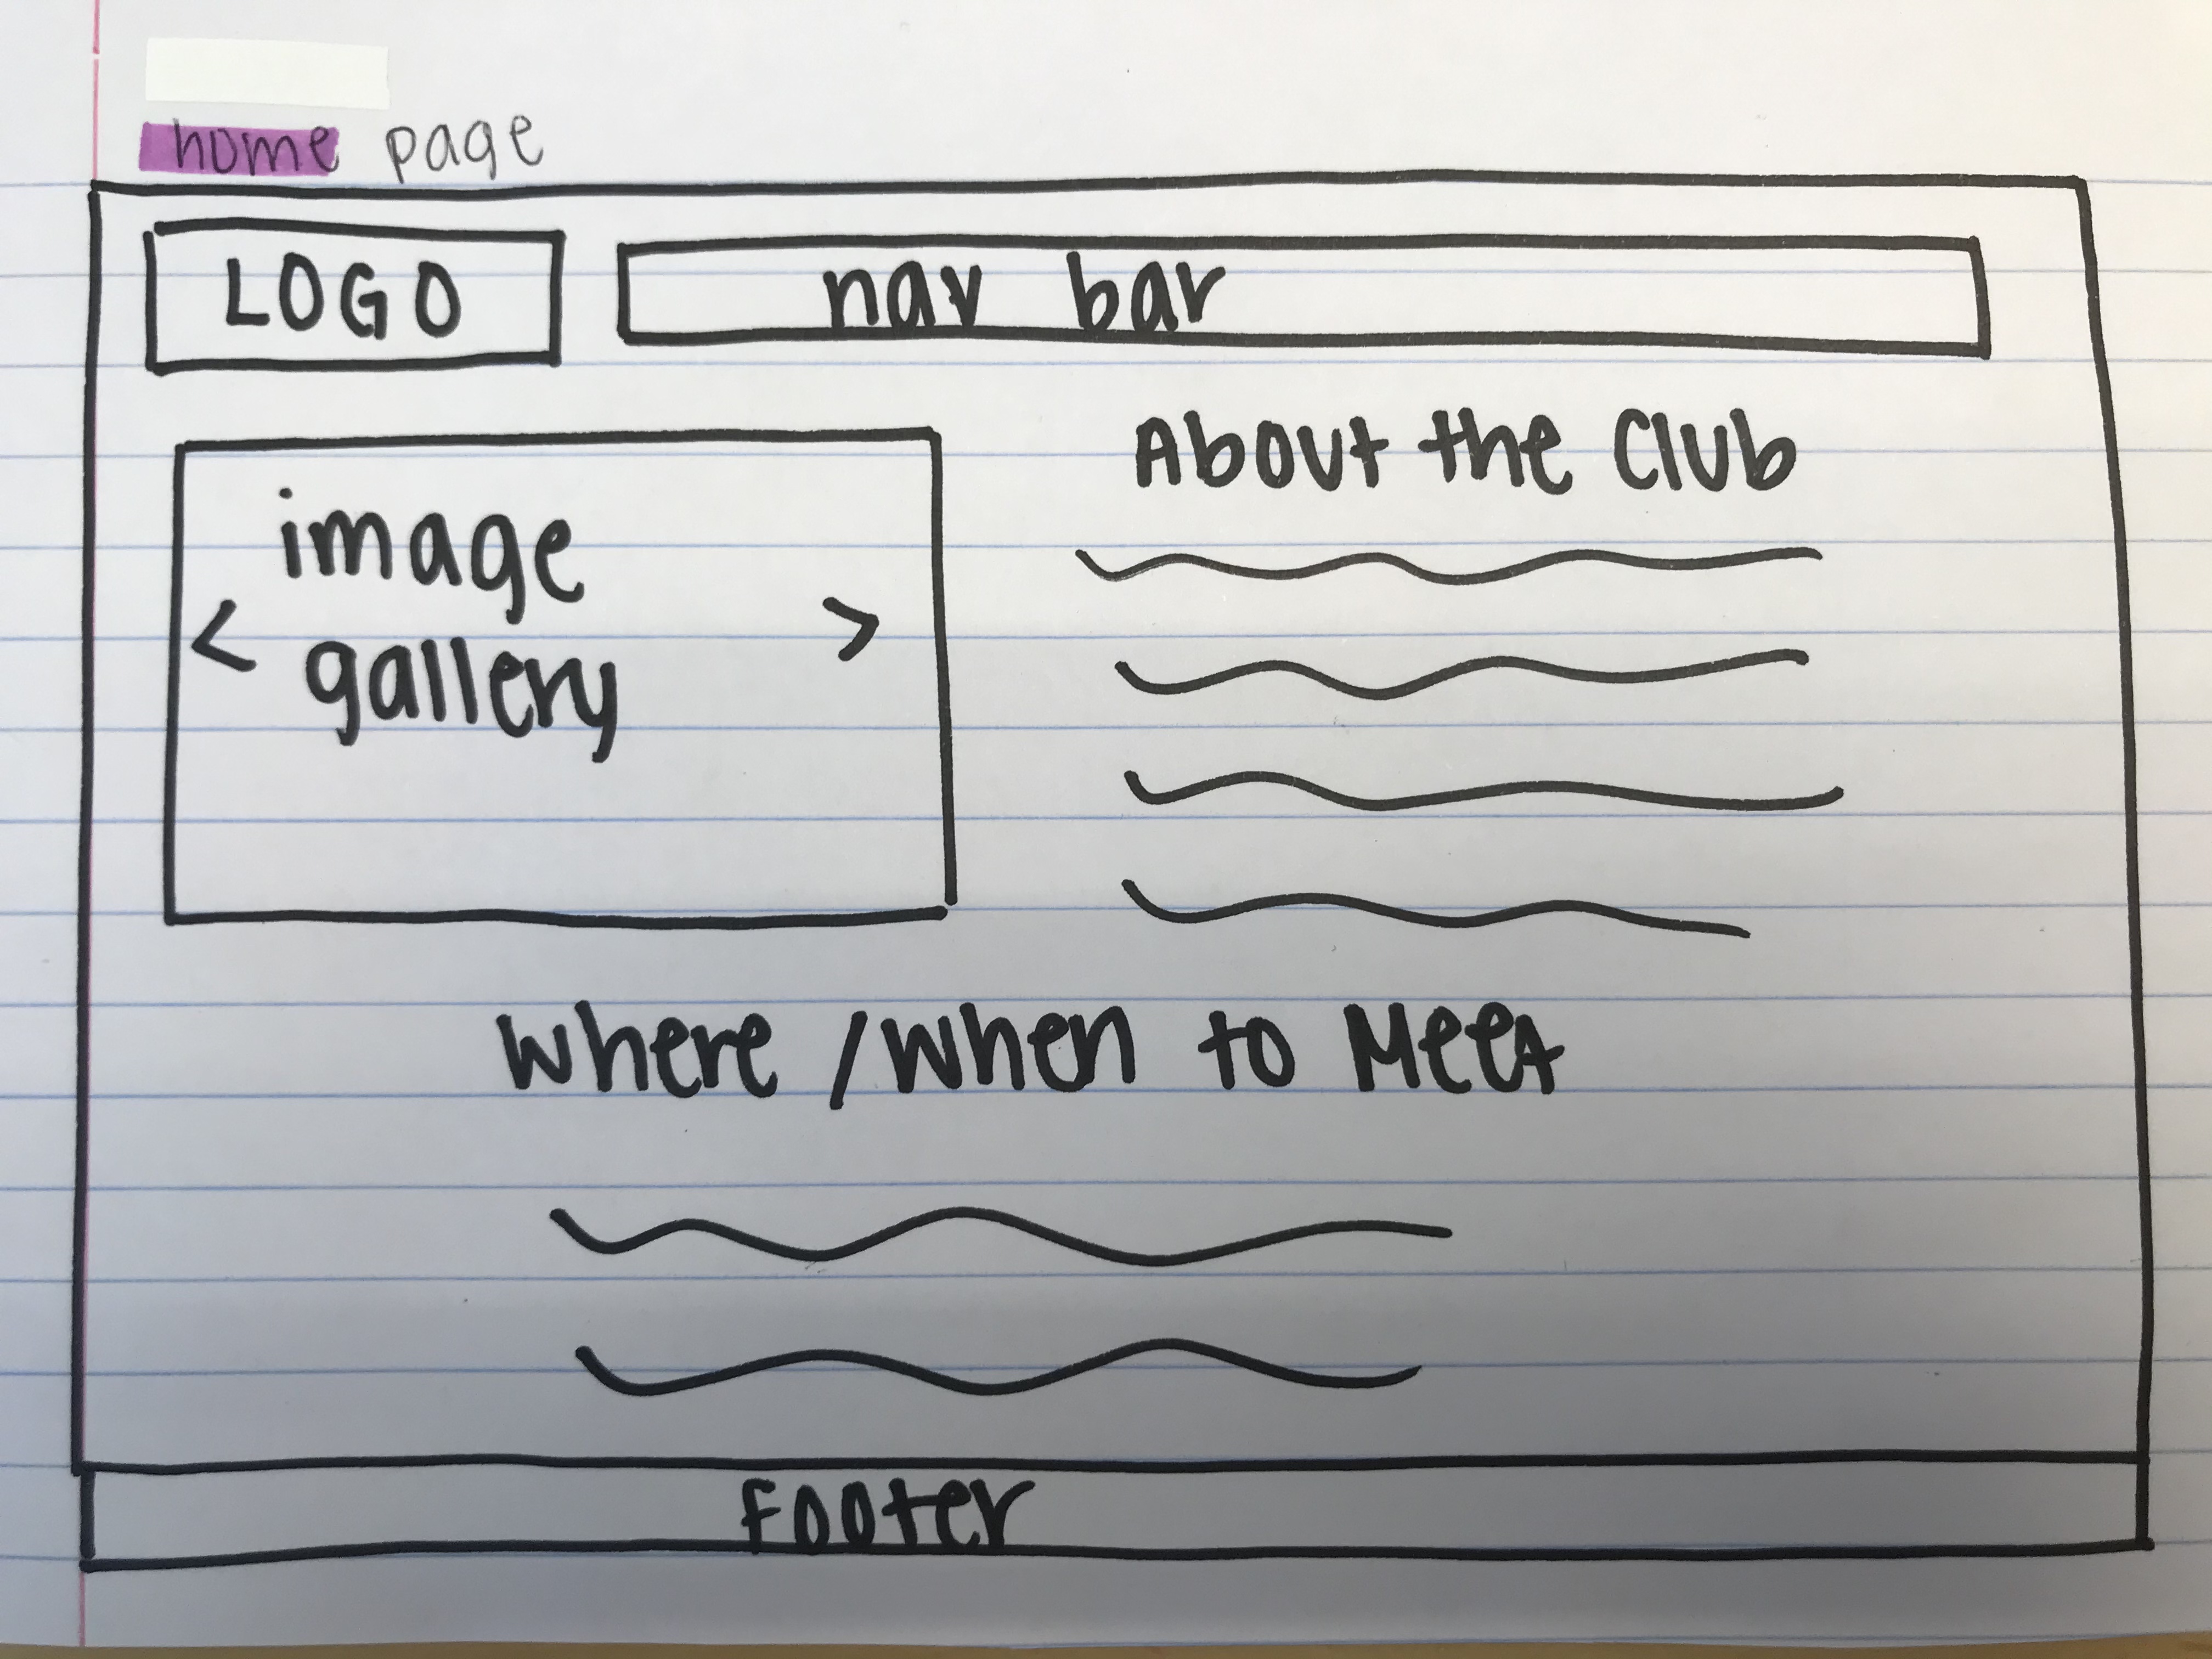 home page
LOGO
nav bar
image
gallery
< >
About the Club
Where / When to Meet
Footer